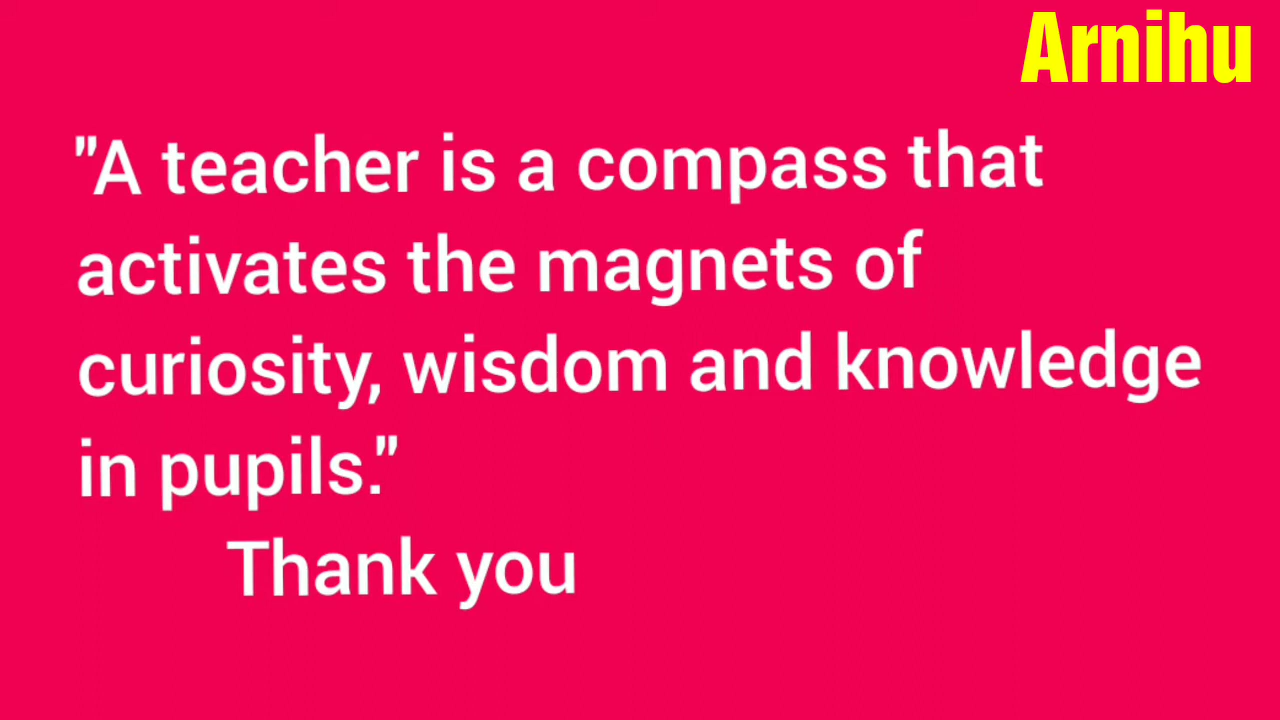 Arnihu
"A teacher is a compass that
activates the magnets of
curiosity, wisdom and knowledge
in pupils."
Thank you